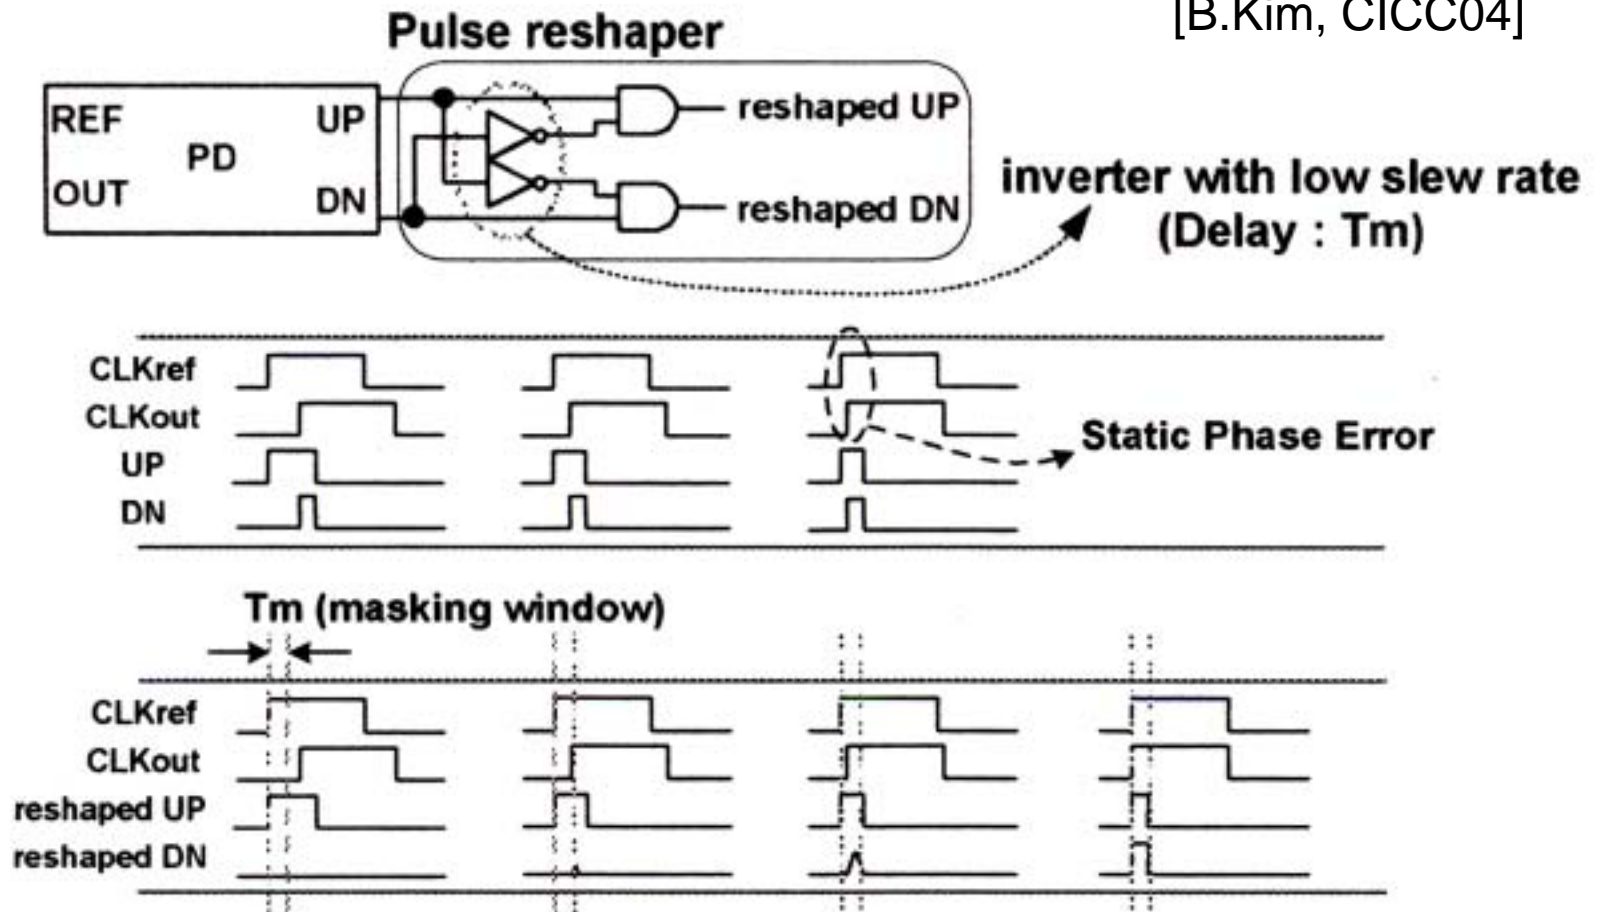 [B.Kim, CICC04]
Pulse reshaper
REF
UP
PD
OUT
DN
reshaped UP
reshaped DN
inverter with low slew rate
(Delay : Tm)
CLKref
CLKout
UP
DN
Static Phase Error
Tm (masking window)
CLKref
CLKout
reshaped UP
reshaped DN